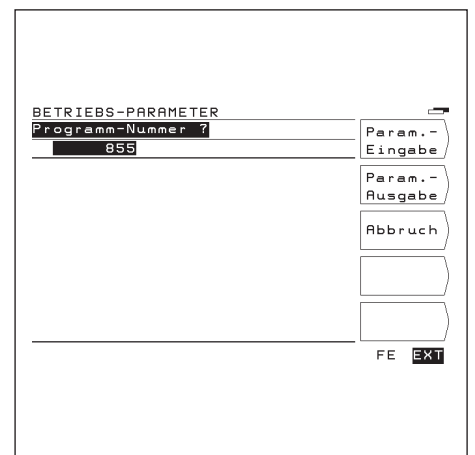 BETRIEBS-PARAMETER
Programm-Nummer ?
855
Param.-
Eingabe
Param.-
Ausgabe
Abbruch
FE EXT